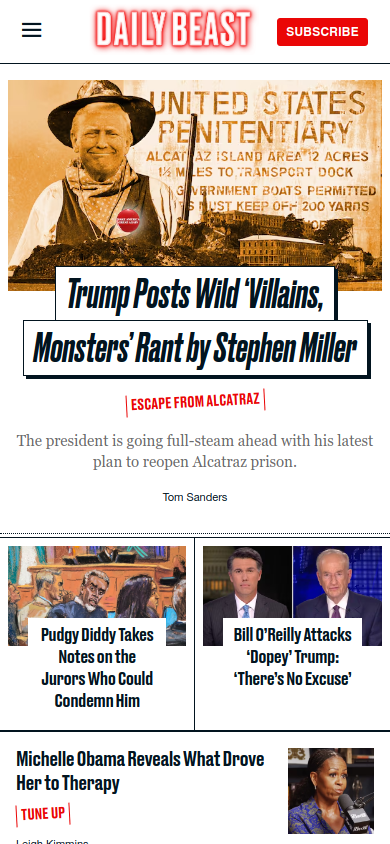 DAILY BEAST
SUBSCRIBE
UNITED STATES
PENITENTIARY
ALCATRAZ ISLAND AREA 12 ACRES
1½ MILES TO TRANSPORT DOCK
GOVERNMENT BOATS PERMITTED
MUST KEEP OFF 200 YARDS
Trump Posts Wild ‘Villains,
Monsters’ Rant by Stephen Miller
ESCAPE FROM ALCATRAZ
The president is going full-steam ahead with his latest
plan to reopen Alcatraz prison.
Tom Sanders
Pudgy Diddy Takes
Notes on the
Jurors Who Could
Condemn Him
Bill O’Reilly Attacks
‘Dopey’ Trump:
‘There’s No Excuse’
Michelle Obama Reveals What Drove
Her to Therapy
TUNE UP
Leigh Kimmins